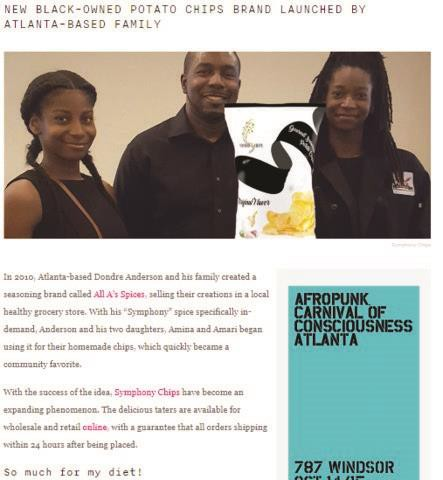 NEW BLACK-OWNED POTATO CHIPS BRAND LAUNCHED BY
ATLANTA-BASED FAMILY
Symphony Chips
In 2010, Atlanta-based Dondre Anderson and his family created a
seasoning brand called All A's Spices, selling their creations in a local
healthy grocery store. With his "Symphony" spice specifically in-
demand, Anderson and his two daughters, Amina and Amari began
using it for their homemade chips, which quickly became a
community favorite.
With the success of the idea, Symphony Chips have become an
expanding phenomenon. The delicious taters are available for
wholesale and retail online, with a guarantee that all orders shipping
within 24 hours after being placed.
So much for my diet!
AFROPUNK
CARNIVAL OF
CONSCIOUSNESS
ATLANTA
787 WINDSOR
OCT 14/15